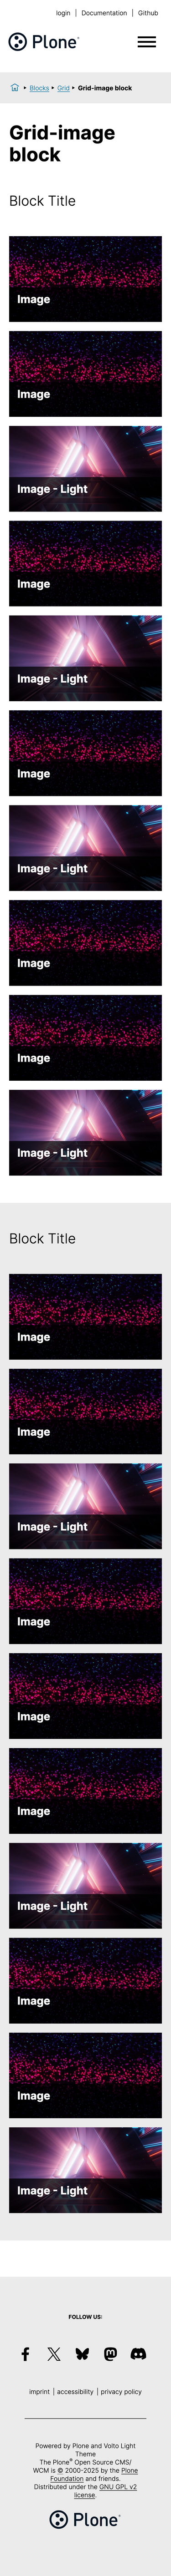 login | Documentation | Github
Plone
Blocks Grid Grid-image block
Grid-image
block
Block Title
Image
Image
Image - Light
Image
Image - Light
Image
Image - Light
Image
Image
Image - Light
Block Title
Image
Image
Image - Light
Image
Image
Image
Image - Light
Image
Image
Image - Light
FOLLOW US:
imprint | accessibility | privacy policy
Powered by Plone and Volto Light
Theme
The Plone® Open Source CMS/
WCM is © 2000-2025 by the Plone
Foundation and friends.
Distributed under the GNU GPL v2
license.
Plone